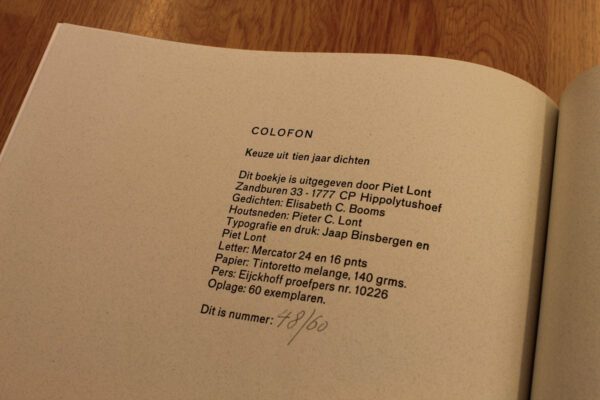 COLOFON
Keuze uit tien jaar dichten
Dit boekje is uitgegeven door Piet Lont
Zandburen 33 - 1777 CP Hippolytushoef
Gedichten: Elisabeth C. Booms
Houtsneden: Pieter C. Lont
Typografie en druk: Jaap Binsbergen en
Piet Lont
Letter: Mercator 24 en 16 pnts
Papier: Tintoretto melange, 140 grms.
Pers: Eijckhoff proefpers nr. 10226
Oplage: 60 exemplaren.
Dit is nummer: 48/60